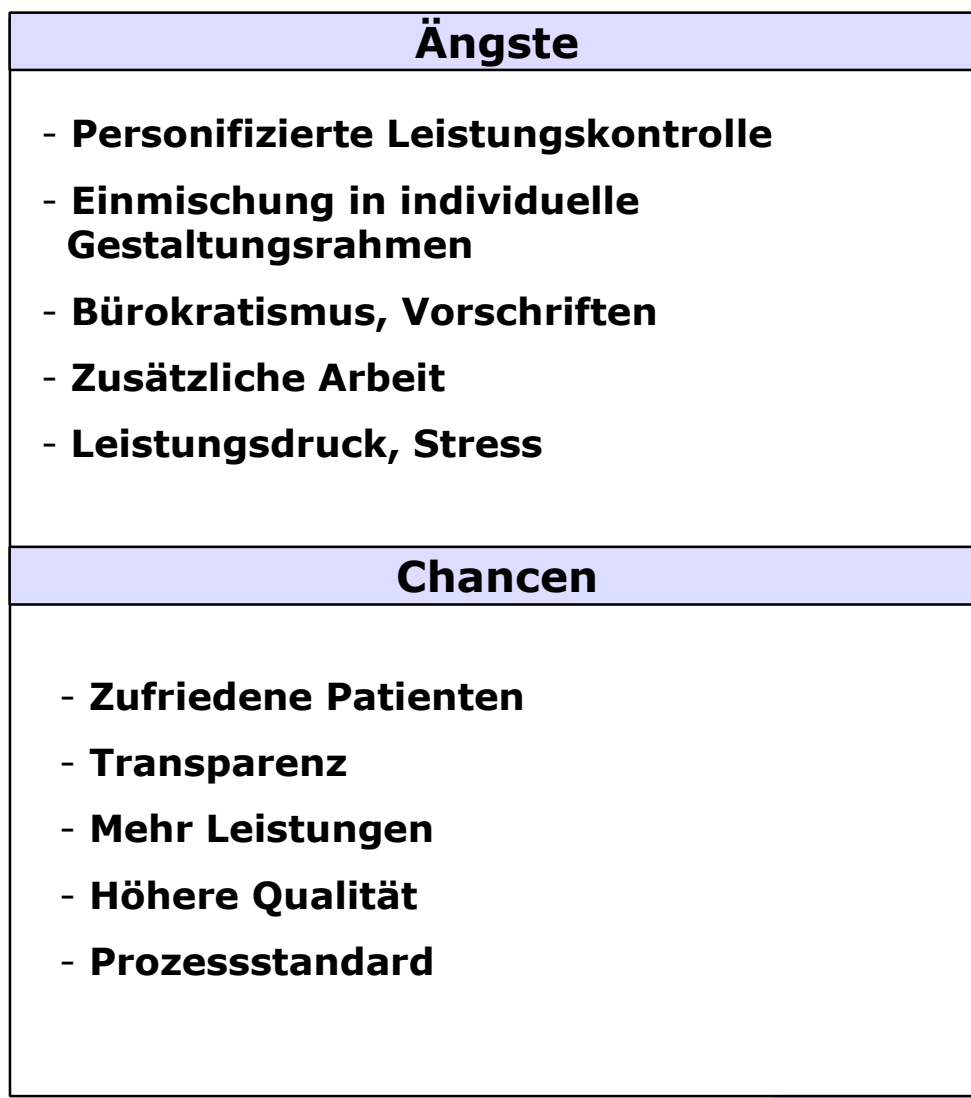 Ängste
- Personifizierte Leistungskontrolle
- Einmischung in individuelle
Gestaltungsrahmen
- Bürokratismus, Vorschriften
- Zusätzliche Arbeit
- Leistungsdruck, Stress
Chancen
- Zufriedene Patienten
- Transparenz
- Mehr Leistungen
- Höhere Qualität
- Prozessstandard